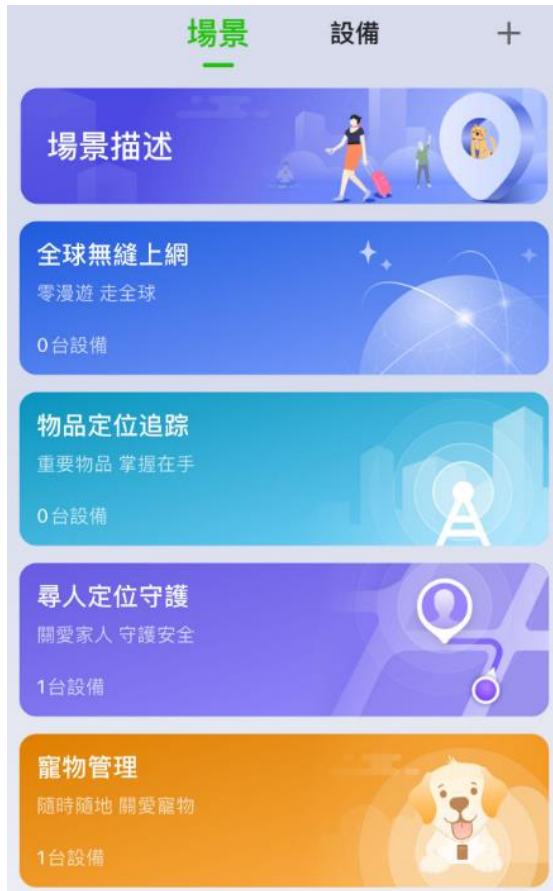 場景 設備 +
場景描述
全球無縫上網
零漫遊 走全球
0台設備
物品定位追踪
重要物品 掌握在手
0台設備
尋人定位守護
關愛家人 守護安全
1台設備
寵物管理
隨時隨地 關愛寵物
1台設備